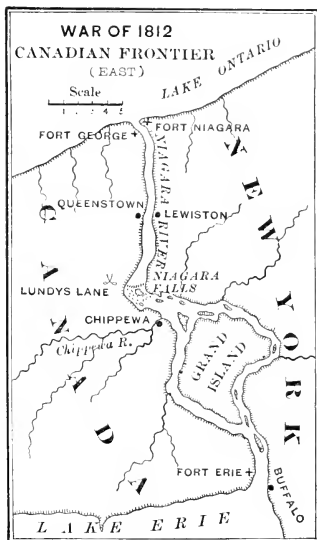 WAR OF 1812
CANADIAN FRONTIER
(EAST)
Scale
LAKE ONTARIO
FORT GEORGE
FORT NIAGARA
NIAGARA RIVER
NEW YORK
QUEENSTOWN
LEWISTON
CANADA
NIAGARA
FALLS
LUNDYS LANE
CHIPPEWA
Chippewa R.
GRAND
ISLAND
FORT ERIE
BUFFALO
LAKE ERIE